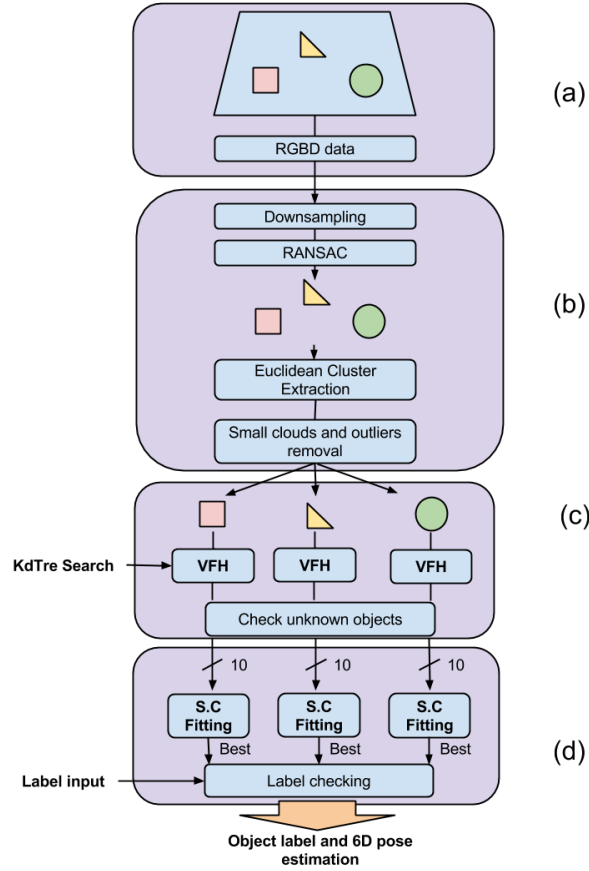 (a)
RGBD data
Downsampling
RANSAC
(b)
Euclidean Cluster
Extraction
Small clouds and outliers
removal
(c)
KdTre Search
VFH
VFH
VFH
Check unknown objects
10
10
10
S.C
Fitting
S.C
Fitting
S.C
Fitting
Best
Best
Best
(d)
Label input
Label checking
Object label and 6D pose
estimation